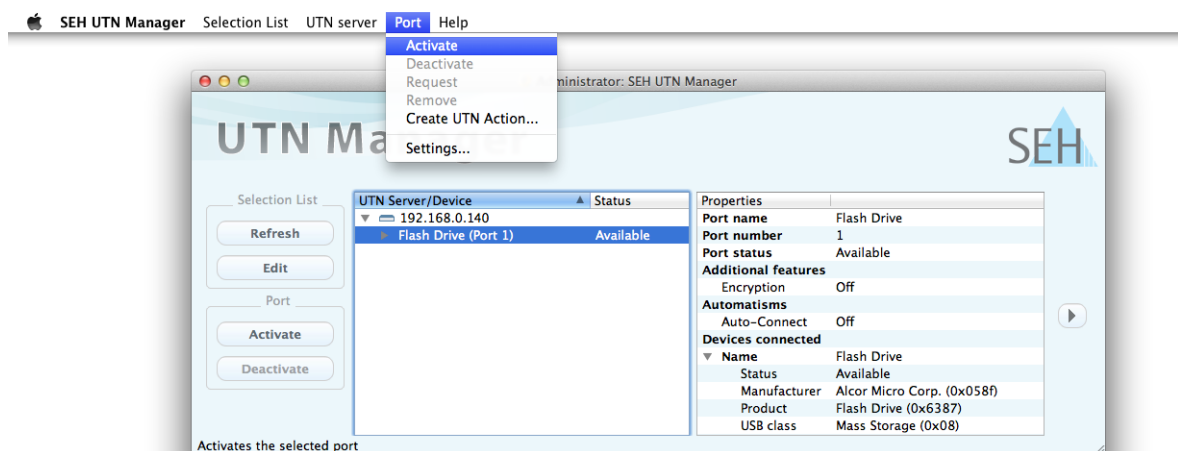 SEH UTN Manager Selection List UTN server Port Help
Activate
Deactivate
Request
Remove
Create UTN Action...
Settings...
ministrator: SEH UTN Manager
UTN Manager
SEH
Selection List
Refresh
Edit
Port
Activate
Deactivate
UTN Server/Device Status
192.168.0.140
Flash Drive (Port 1) Available
Properties
Port name Flash Drive
Port number 1
Port status Available
Additional features
Encryption Off
Automatisms
Auto-Connect Off
Devices connected
Name Flash Drive
Status Available
Manufacturer Alcor Micro Corp. (0x058f)
Product Flash Drive (0x6387)
USB class Mass Storage (0x08)
Activates the selected port